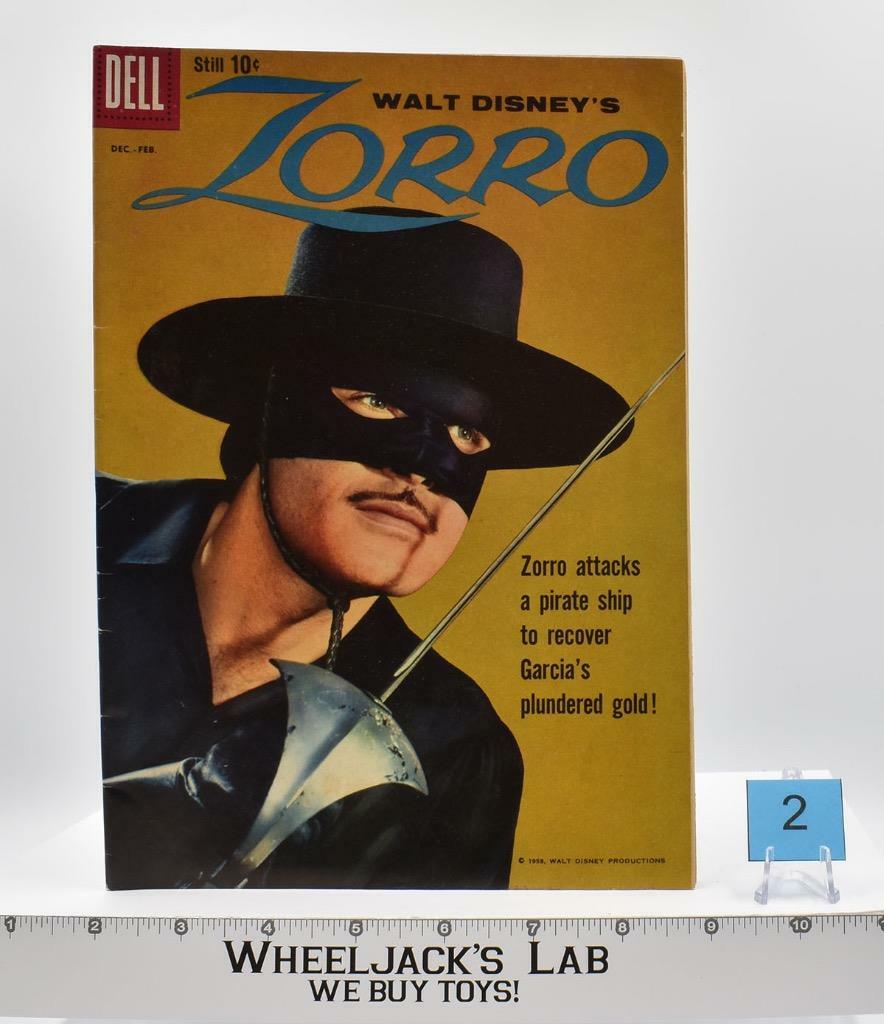 DELL
Still 10¢
WALT DISNEY'S
ZORRO
DEC.-FEB.
Zorro attacks
a pirate ship
to recover
Garcia's
plundered gold!
© 1958, WALT DISNEY PRODUCTIONS
2
1 2 3 4 5 6 7 8 9 10
WHEELJACK'S LAB
WE BUY TOYS!